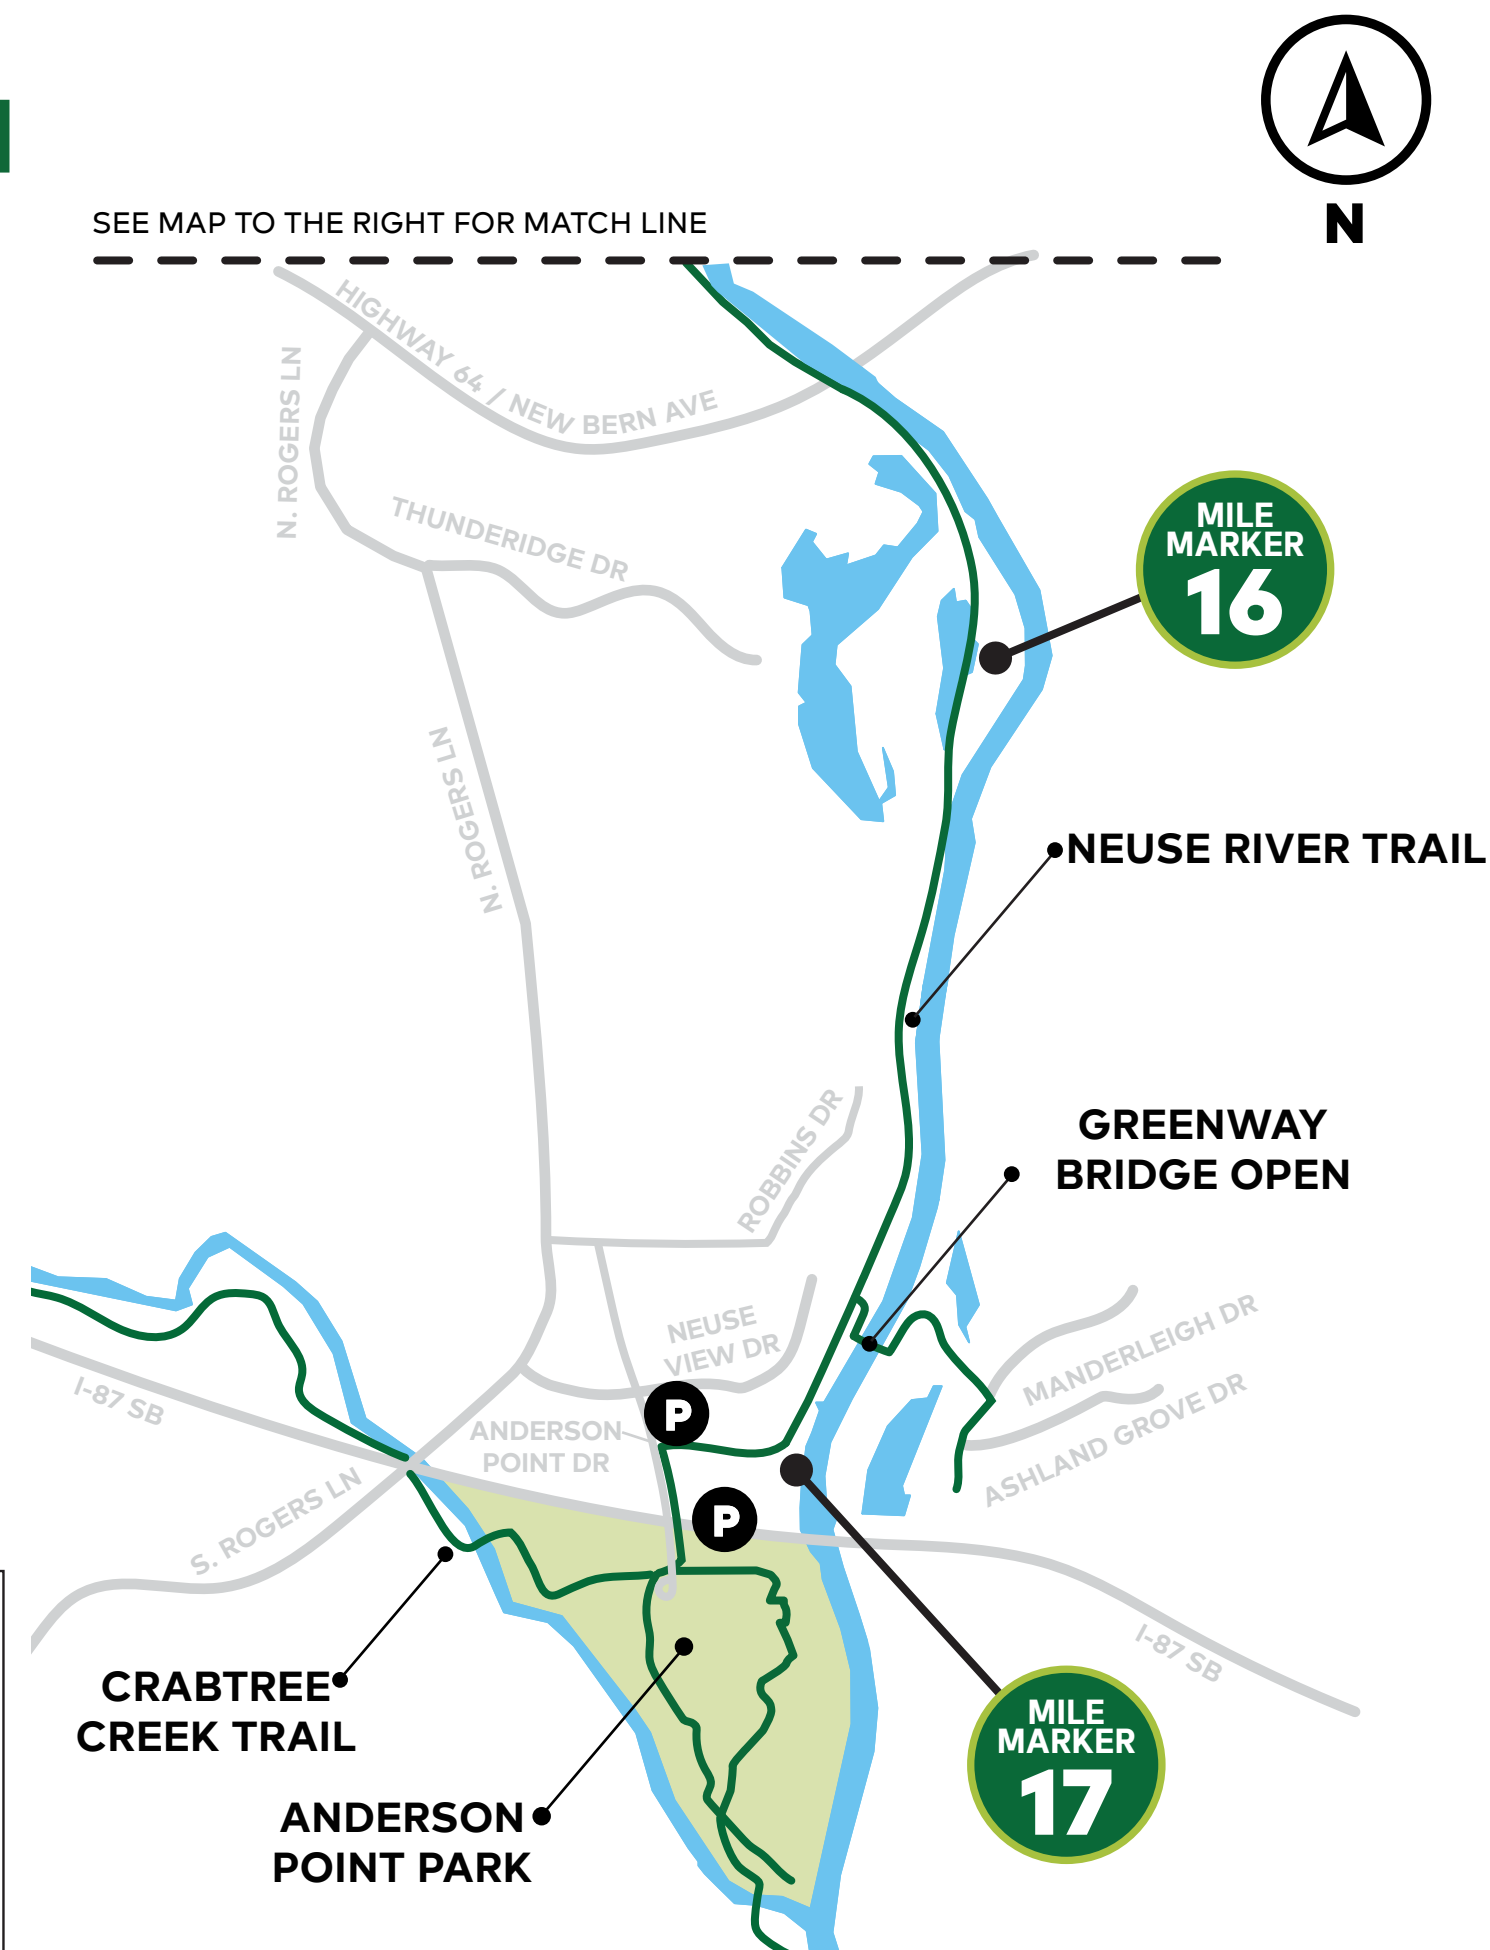 N
SEE MAP TO THE RIGHT FOR MATCH LINE
HIGHWAY 64 / NEW BERN AVE
N. ROGERS LN
THUNDERIDGE DR
MILE
MARKER
16
N. ROGERS LN
NEUSE RIVER TRAIL
ROBBINS DR
GREENWAY
BRIDGE OPEN
NEUSE
VIEW DR
MANDERLEIGH DR
I-87 SB
P
ANDERSON
POINT DR
ASHLAND GROVE DR
S. ROGERS LN
P
I-87 SB
CRABTREE
CREEK TRAIL
MILE
MARKER
17
ANDERSON
POINT PARK